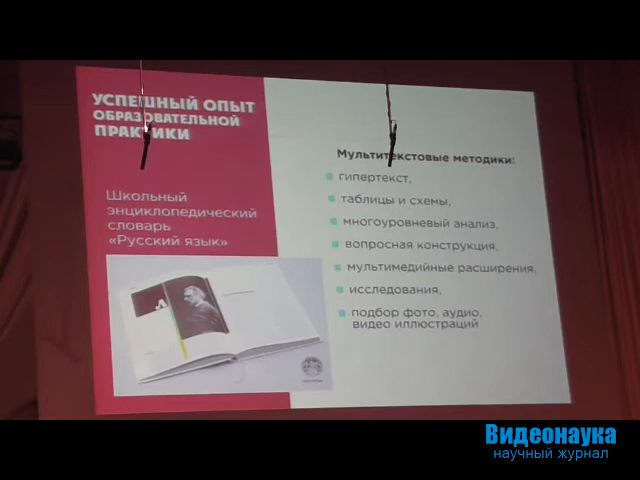 УСПЕШНЫЙ ОПЫТ
ОБРАЗОВАТЕЛЬНОЙ
ПРАКТИКИ
Школьный
энциклопедический
словарь
«Русский язык»
Мультитекстовые методики:
гипертекст,
таблицы и схемы,
многоуровневый анализ,
вопросная конструкция,
мультимедийные расширения,
исследования,
подбор фото, аудио,
видео иллюстраций
Видеонаука
научный журнал